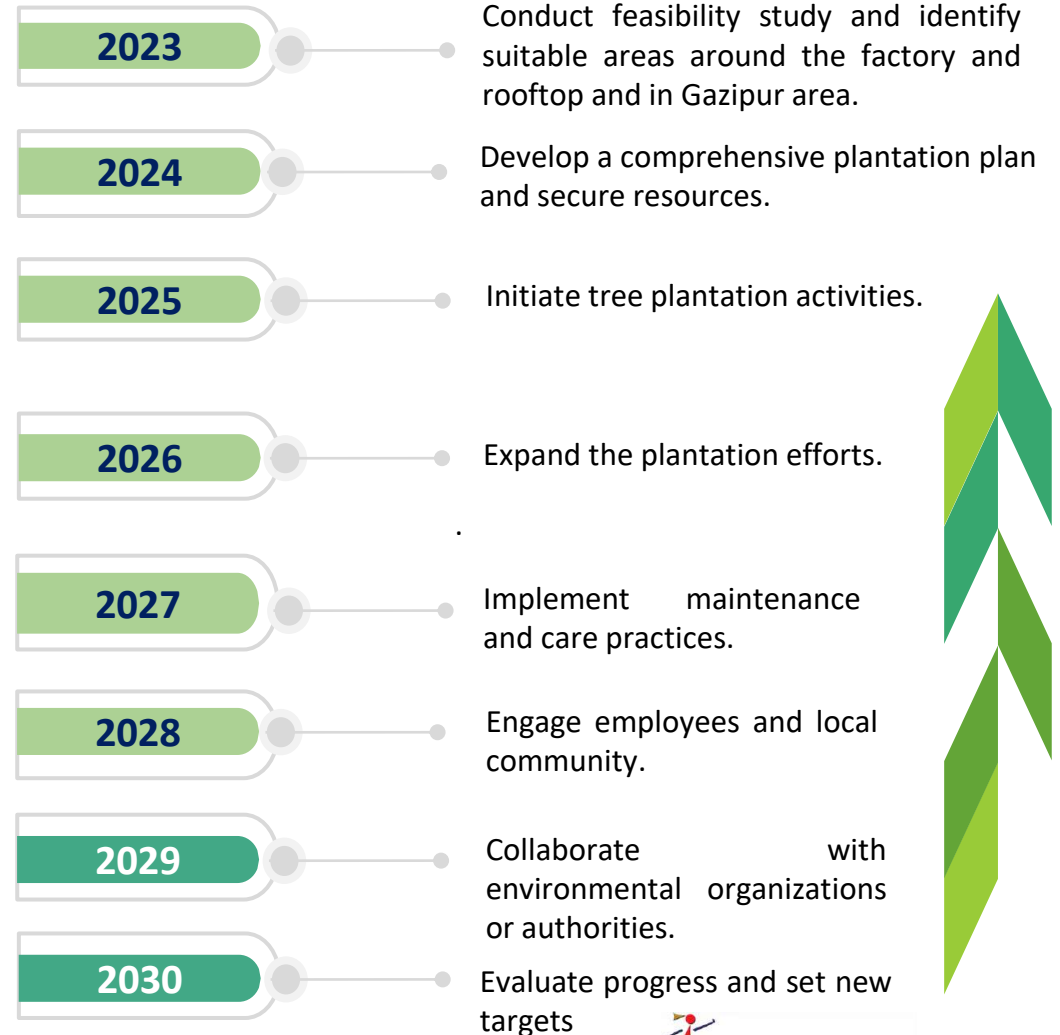 2023
Conduct feasibility study and identify
suitable areas around the factory and
rooftop and in Gazipur area.
2024
Develop a comprehensive plantation plan
and secure resources.
2025
Initiate tree plantation activities.
2026
Expand the plantation efforts.
.
2027
Implement maintenance
and care practices.
2028
Engage employees and local
community.
2029
Collaborate with
environmental organizations
or authorities.
2030
Evaluate progress and set new
targets